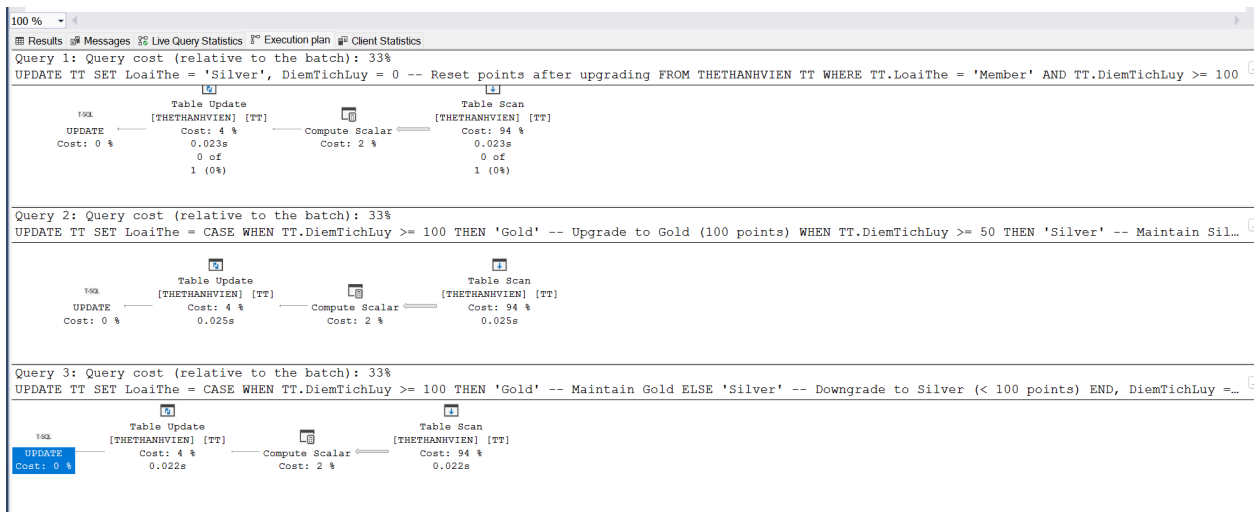 100 %
Results Messages Live Query Statistics Execution plan Client Statistics
Query 1: Query cost (relative to the batch): 33%
UPDATE TT SET LoaiThe = 'Silver', DiemTichLuy = 0 -- Reset points after upgrading FROM THETHANHVIEN TT WHERE TT.LoaiThe = 'Member' AND TT.DiemTichLuy >= 100
T-SQL
UPDATE
Cost: 0 %
Table Update
[THETHANHVIEN] [TT]
Cost: 4 %
0.023s
0 of
1 (0%)
Compute Scalar
Cost: 2 %
Table Scan
[THETHANHVIEN] [TT]
Cost: 94 %
0.023s
0 of
1 (0%)
Query 2: Query cost (relative to the batch): 33%
UPDATE TT SET LoaiThe = CASE WHEN TT.DiemTichLuy >= 100 THEN 'Gold' -- Upgrade to Gold (100 points) WHEN TT.DiemTichLuy >= 50 THEN 'Silver' -- Maintain Sil…
T-SQL
UPDATE
Cost: 0 %
Table Update
[THETHANHVIEN] [TT]
Cost: 4 %
0.025s
Compute Scalar
Cost: 2 %
Table Scan
[THETHANHVIEN] [TT]
Cost: 94 %
0.025s
Query 3: Query cost (relative to the batch): 33%
UPDATE TT SET LoaiThe = CASE WHEN TT.DiemTichLuy >= 100 THEN 'Gold' -- Maintain Gold ELSE 'Silver' -- Downgrade to Silver (< 100 points) END, DiemTichLuy =…
T-SQL
UPDATE
Cost: 0 %
Table Update
[THETHANHVIEN] [TT]
Cost: 4 %
0.022s
Compute Scalar
Cost: 2 %
Table Scan
[THETHANHVIEN] [TT]
Cost: 94 %
0.022s